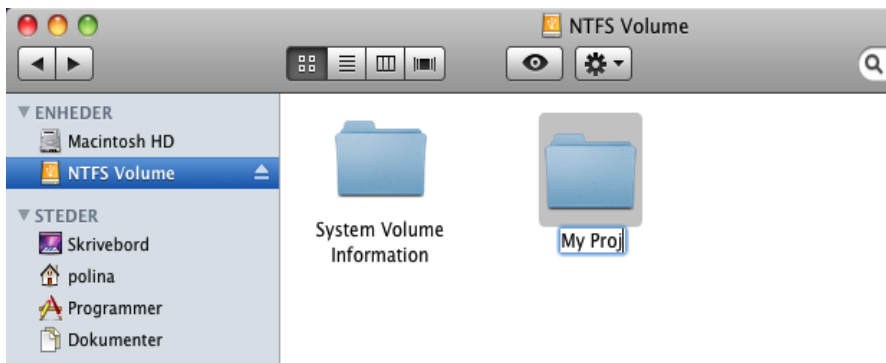 NTFS Volume
ENHEDER
Macintosh HD
NTFS Volume
STEDER
Skrivebord
polina
Programmer
Dokumenter
System Volume
Information
My Proj